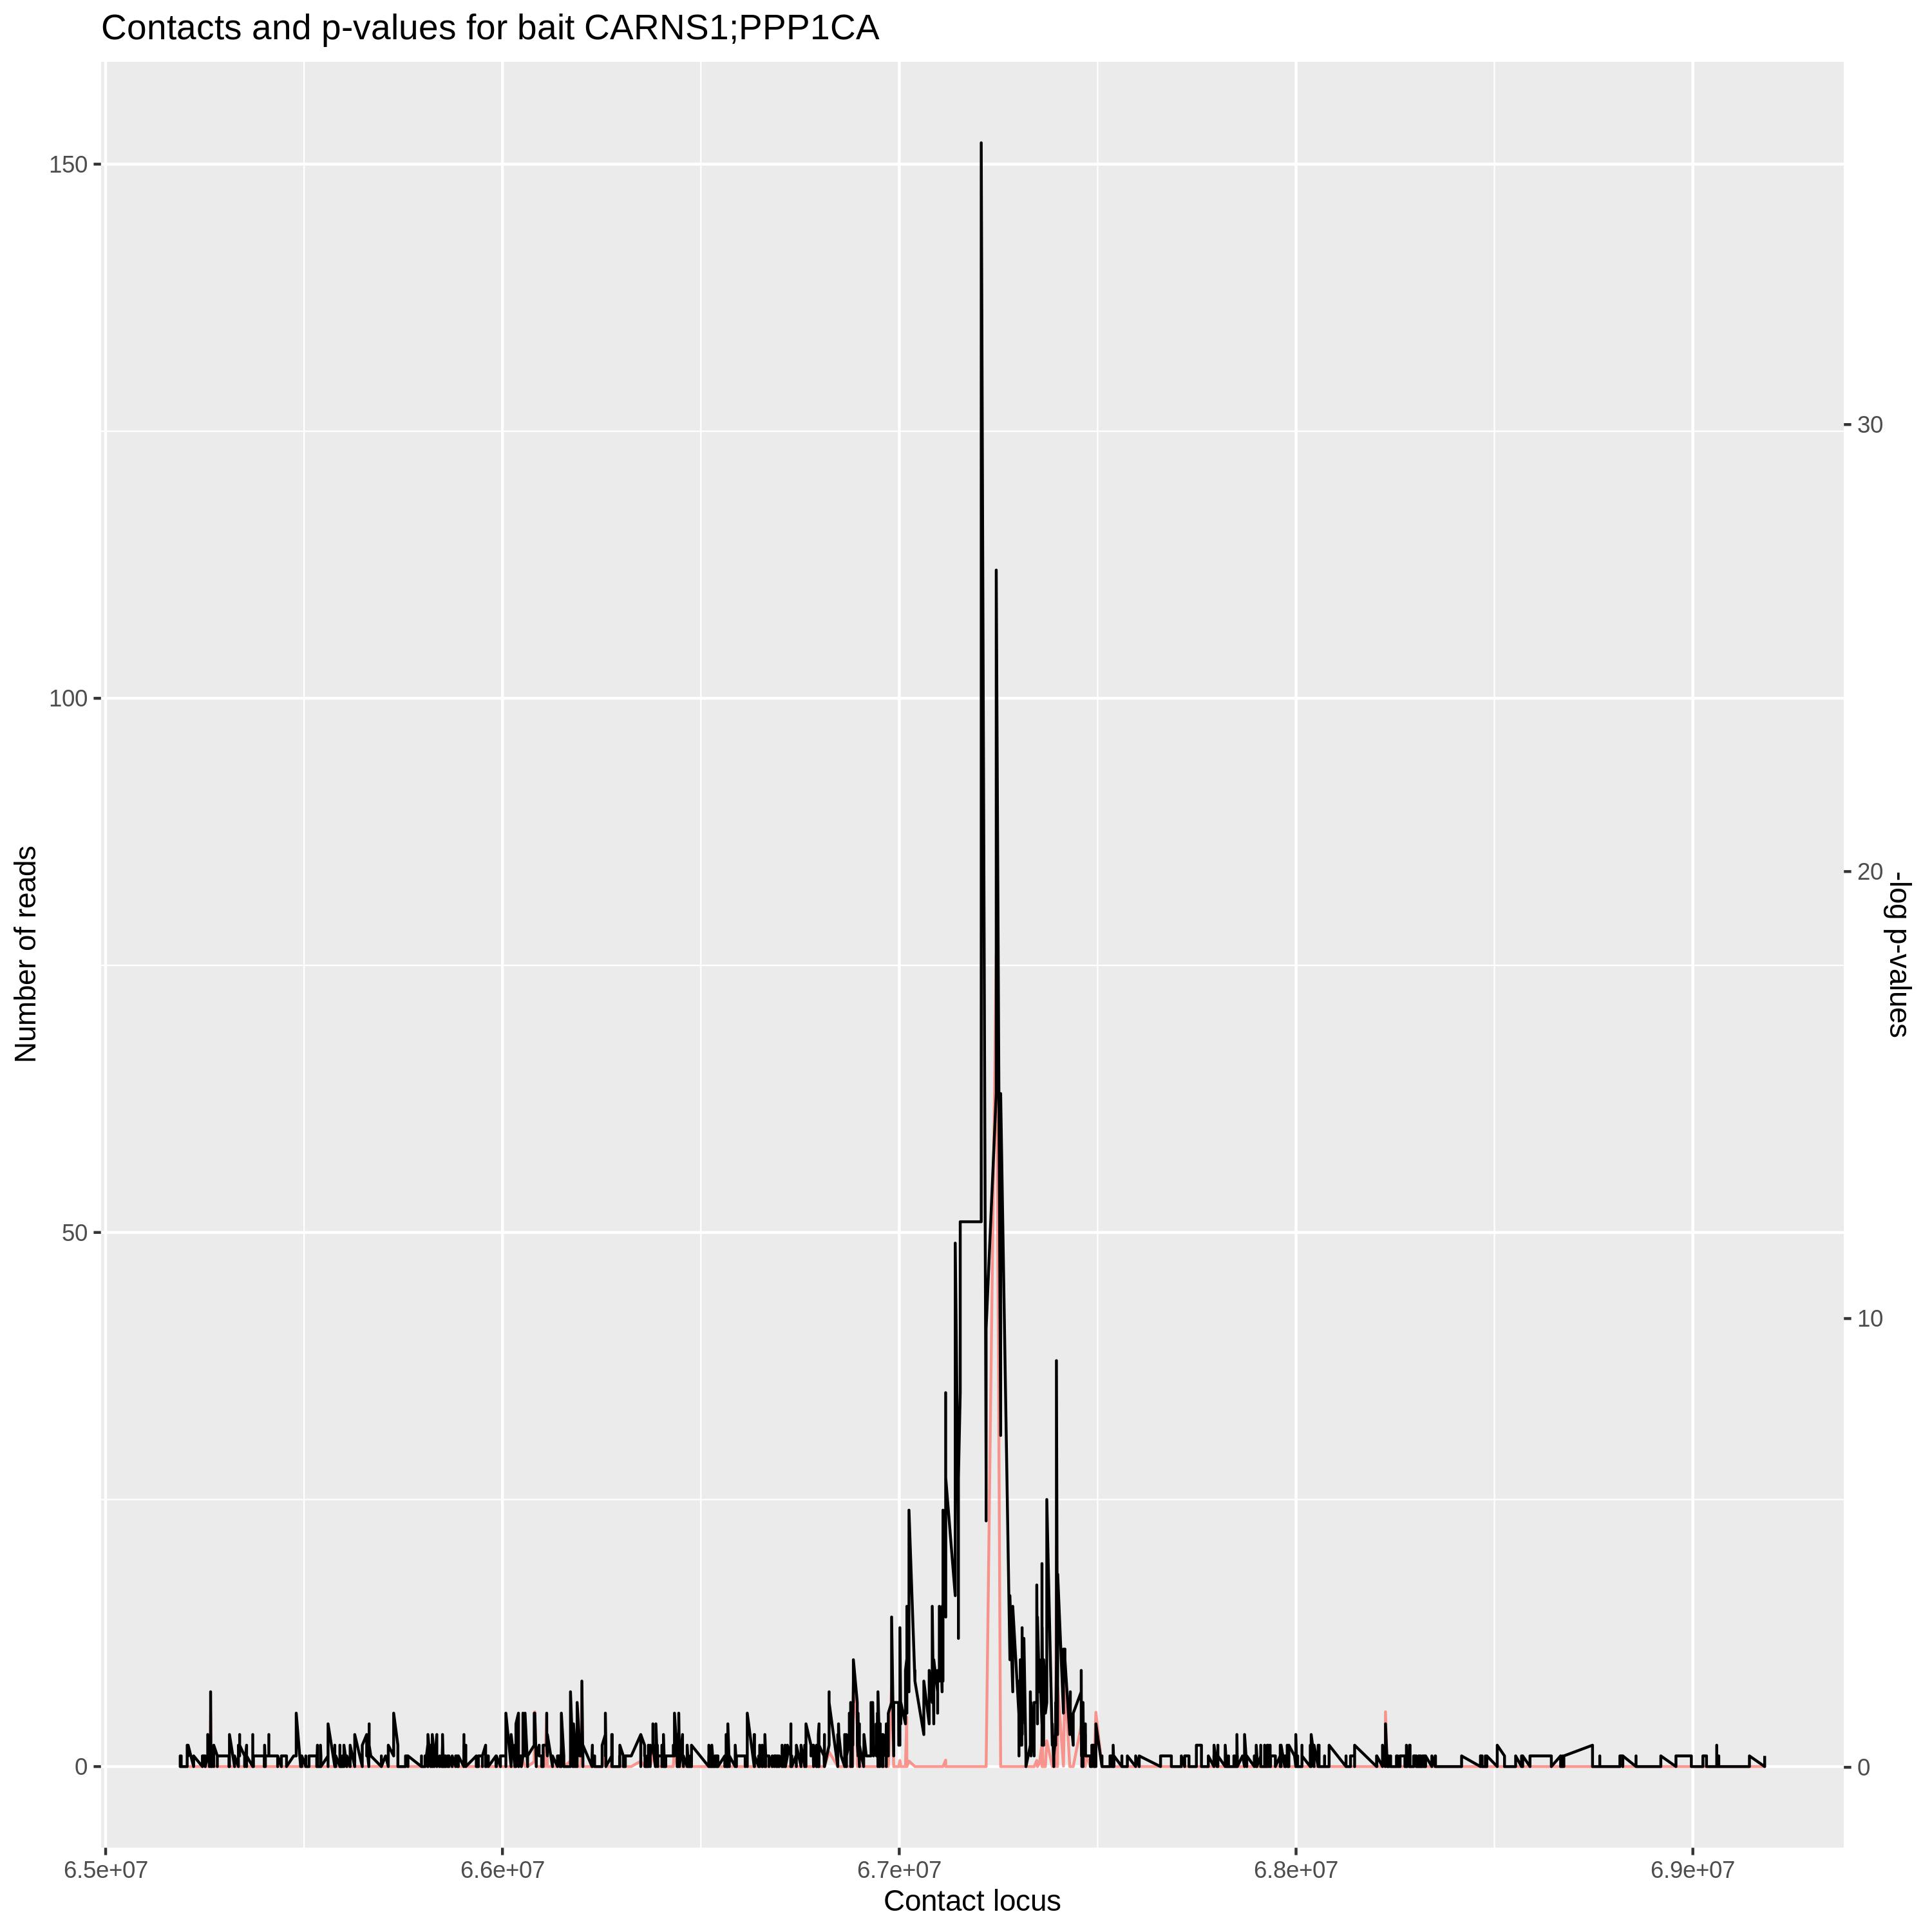 Contacts and p-values for bait CARNS1;PPP1CA
150
100
50
0
Number of reads
30
20
10
0
-log p-values
6.5e+07
6.6e+07
6.7e+07
6.8e+07
6.9e+07
Contact locus